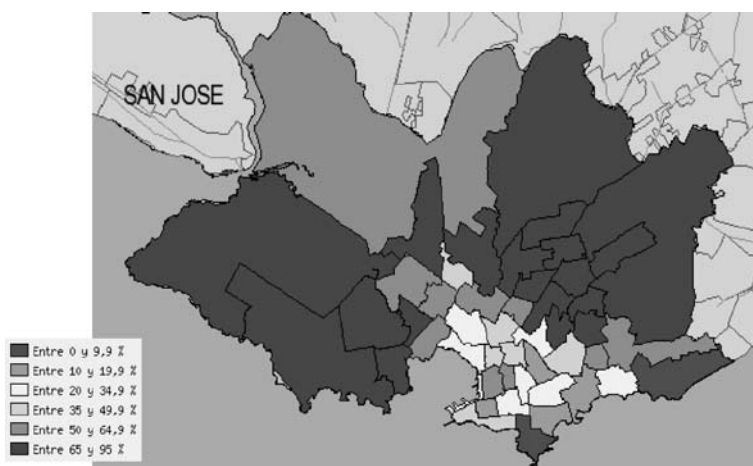 SAN JOSE
Entre 0 y 9,9 %
Entre 10 y 19,9 %
Entre 20 y 34,9 %
Entre 35 y 49,9 %
Entre 50 y 64,9 %
Entre 65 y 95 %